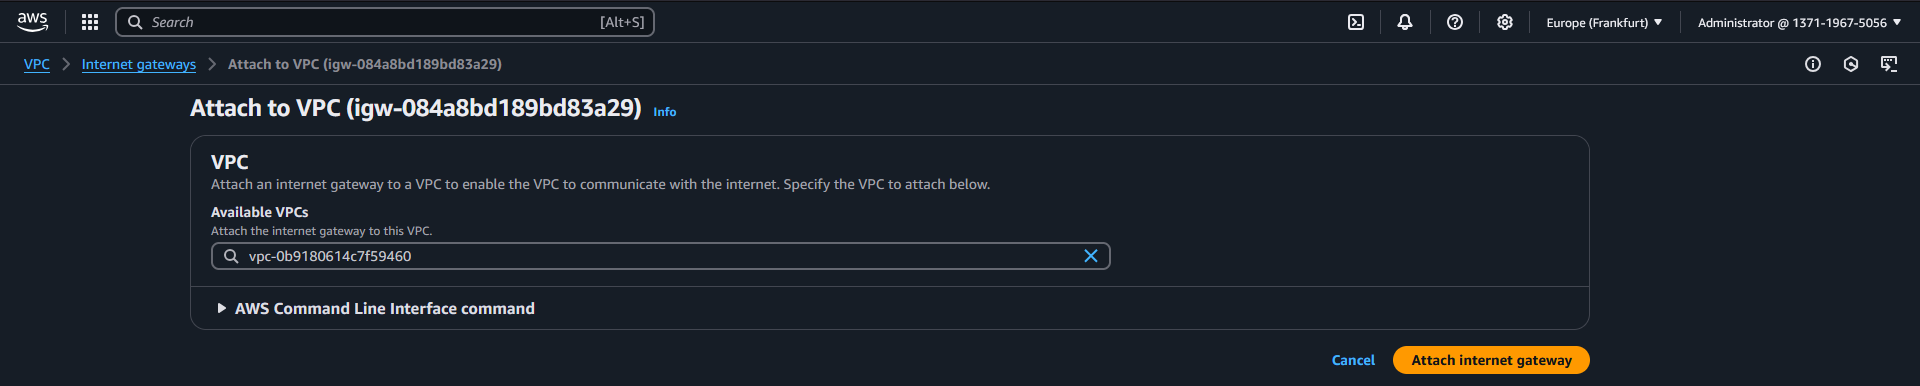 aws Search [Alt+S] Europe (Frankfurt) Administrator @ 1371-1967-5056
VPC Internet gateways Attach to VPC (igw-084a8bd189bd83a29)
Attach to VPC (igw-084a8bd189bd83a29) Info
VPC
Attach an internet gateway to a VPC to enable the VPC to communicate with the internet. Specify the VPC to attach below.
Available VPCs
Attach the internet gateway to this VPC.
vpc-0b9180614c7f59460
AWS Command Line Interface command
Cancel Attach internet gateway